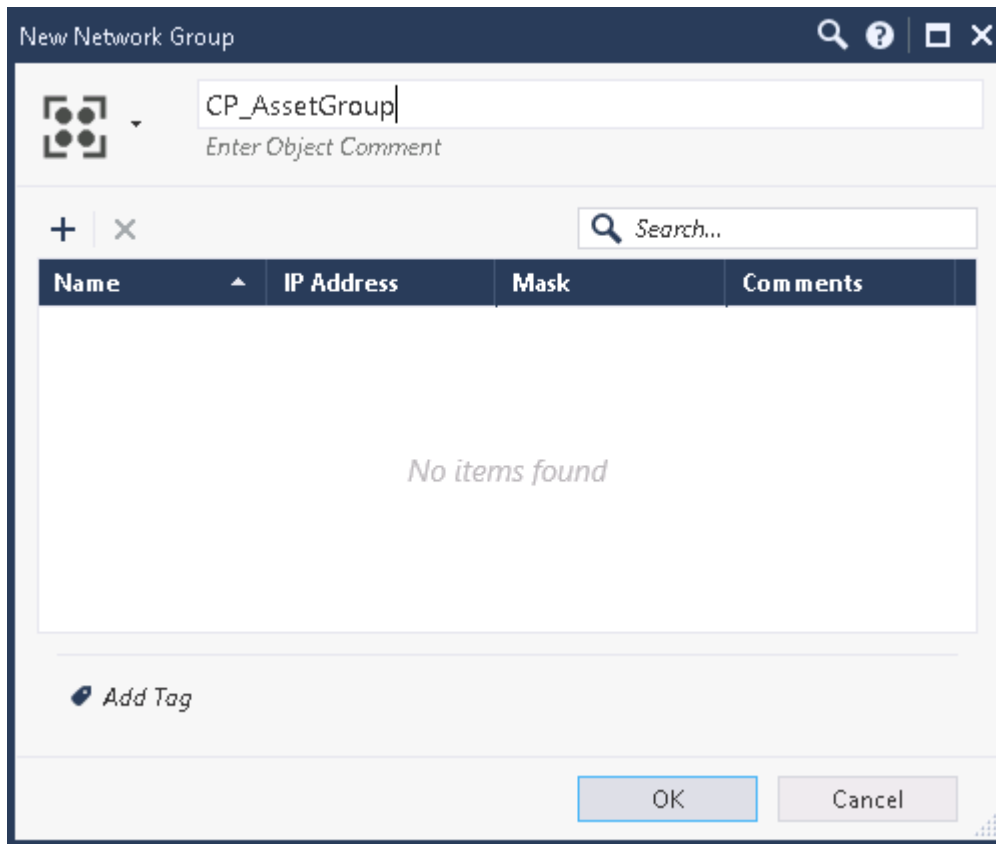 New Network Group
CP_AssetGroup
Enter Object Comment
Search...
Name IP Address Mask Comments
No items found
Add Tag
OK Cancel